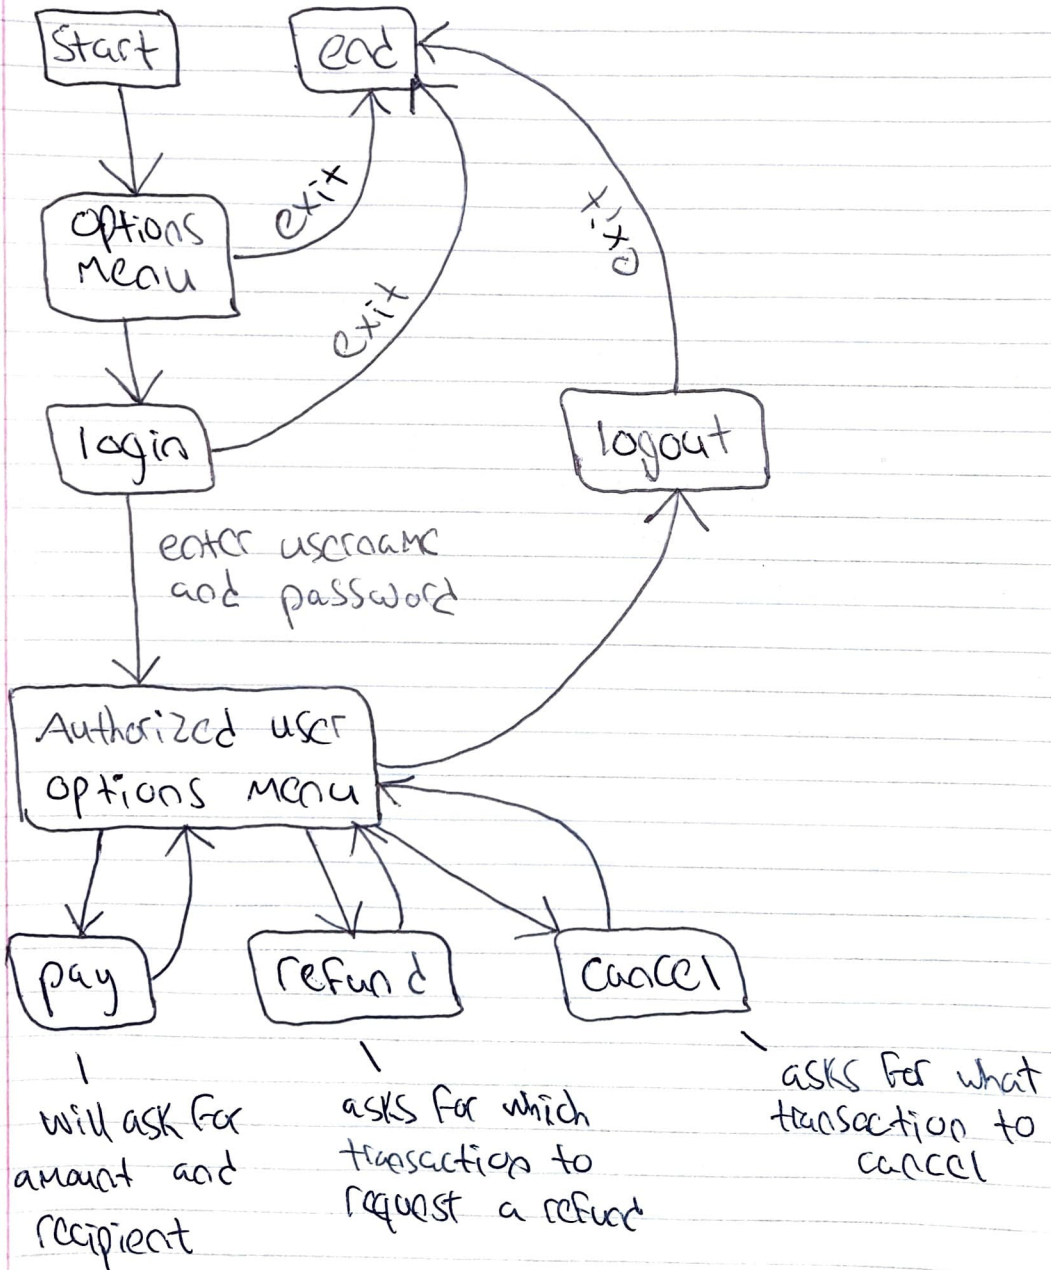 Start
end
options
menu
exit
exit
exit
login
logout
enter username
and password
Authorized user
options menu
pay
refund
cancel
will ask for
amount and
recipient
asks for which
transaction to
request a refund
asks for what
transaction to
cancel